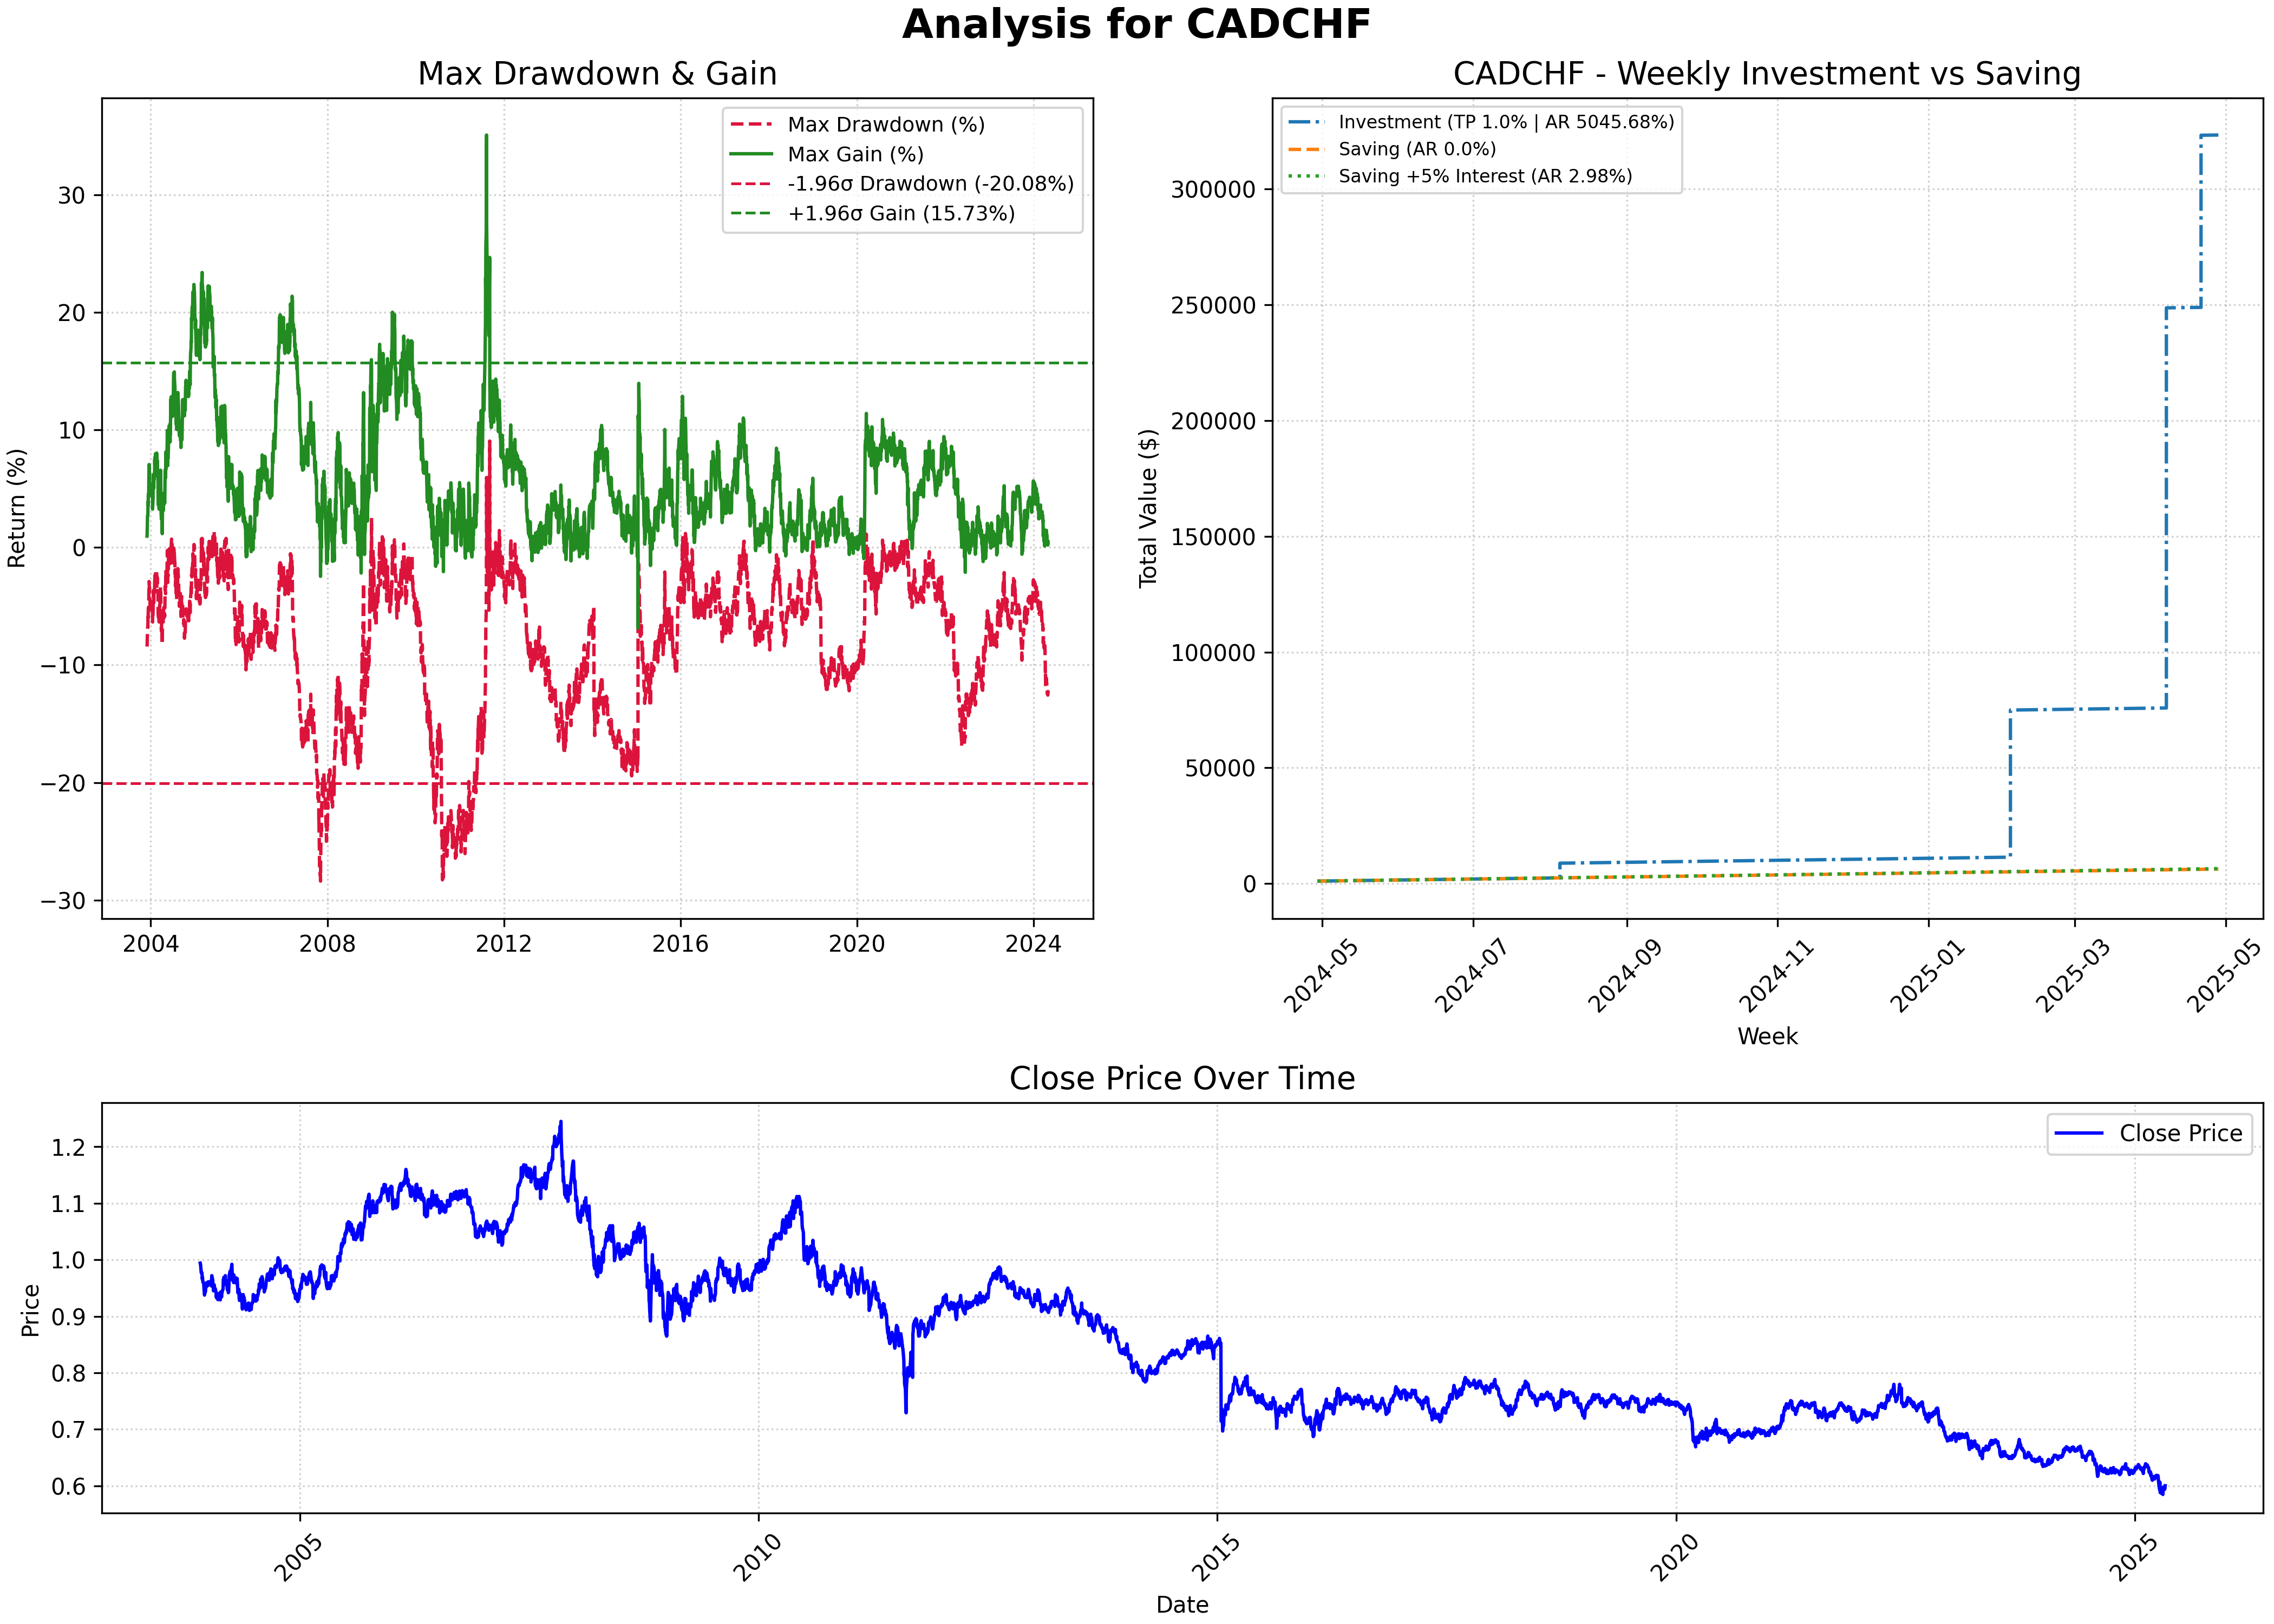 Analysis for CADCHF
Max Drawdown & Gain
Return (%)
30
20
10
0
−10
−20
−30
2004
2008
2012
2016
2020
2024
Max Drawdown (%)
Max Gain (%)
-1.96σ Drawdown (-20.08%)
+1.96σ Gain (15.73%)
CADCHF - Weekly Investment vs Saving
Total Value ($)
300000
250000
200000
150000
100000
50000
0
2024-05
2024-07
2024-09
2024-11
2025-01
2025-03
2025-05
Week
Investment (TP 1.0% | AR 5045.68%)
Saving (AR 0.0%)
Saving +5% Interest (AR 2.98%)
Close Price Over Time
Price
1.2
1.1
1.0
0.9
0.8
0.7
0.6
2005
2010
2015
2020
2025
Date
Close Price